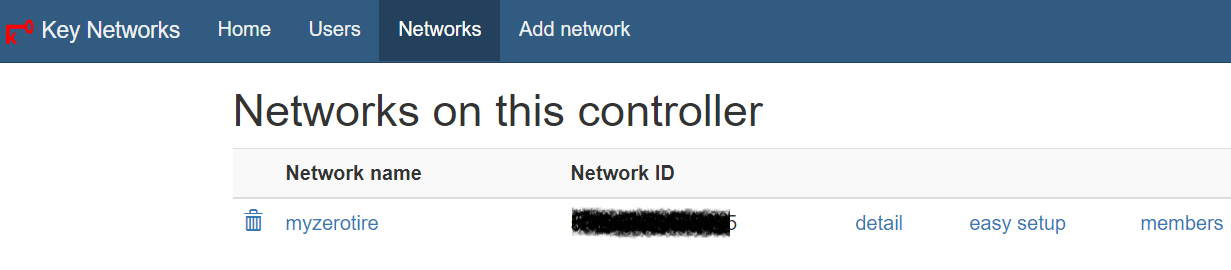 Key Networks Home Users Networks Add network
Networks on this controller
Network name Network ID
myzerotire 5 detail easy setup members